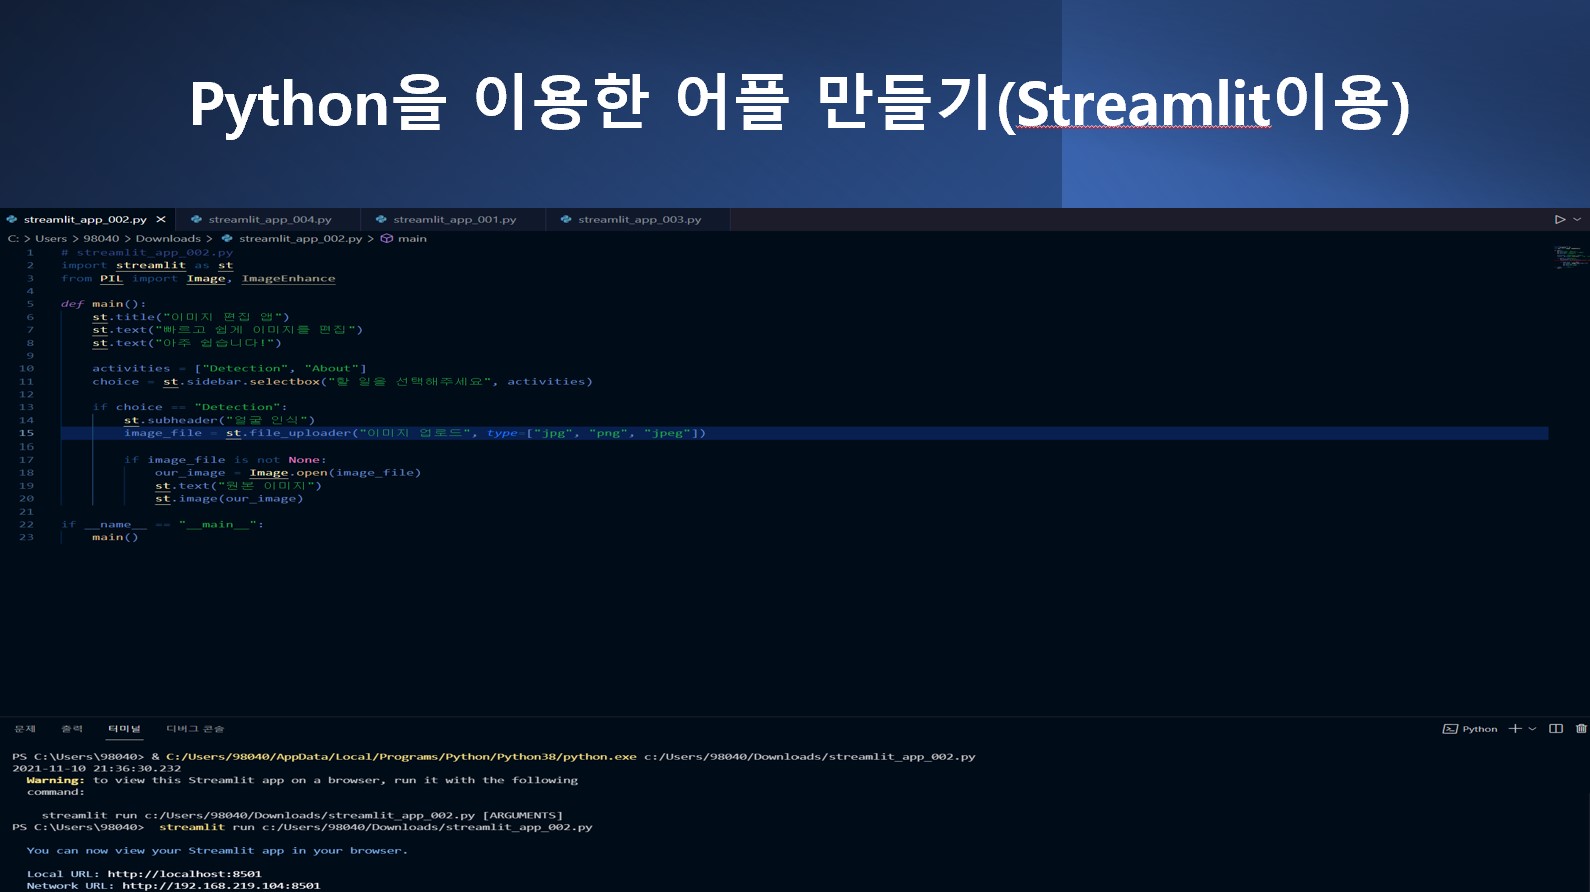 Python을 이용한 어플 만들기(Streamlit이용)
streamlit_app_002.py streamlit_app_004.py streamlit_app_001.py streamlit_app_003.py
C: > Users > 98040 > Downloads > streamlit_app_002.py > main
1 # streamlit_app_002.py
2 import streamlit as st
3 from PIL import Image, ImageEnhance
4
5 def main():
6 st.title("이미지 편집 앱")
7 st.text("빠르고 쉽게 이미지를 편집")
8 st.text("아주 쉽습니다!")
9
10 activities = ["Detection", "About"]
11 choice = st.sidebar.selectbox("할 일을 선택해주세요", activities)
12
13 if choice == "Detection":
14 st.subheader("얼굴 인식")
15 image_file = st.file_uploader("이미지 업로드", type=["jpg", "png", "jpeg"])
16
17 if image_file is not None:
18 our_image = Image.open(image_file)
19 st.text("원본 이미지")
20 st.image(our_image)
21
22 if __name__ == "__main__":
23 main()
문제 출력 터미널 디버그 콘솔 Python
PS C:\Users\98040> & C:/Users/98040/AppData/Local/Programs/Python/Python38/python.exe c:/Users/98040/Downloads/streamlit_app_002.py
2021-11-10 21:36:30.232
Warning: to view this Streamlit app on a browser, run it with the following
command:
streamlit run c:/Users/98040/Downloads/streamlit_app_002.py [ARGUMENTS]
PS C:\Users\98040> streamlit run c:/Users/98040/Downloads/streamlit_app_002.py
You can now view your Streamlit app in your browser.
Local URL: http://localhost:8501
Network URL: http://192.168.219.104:8501